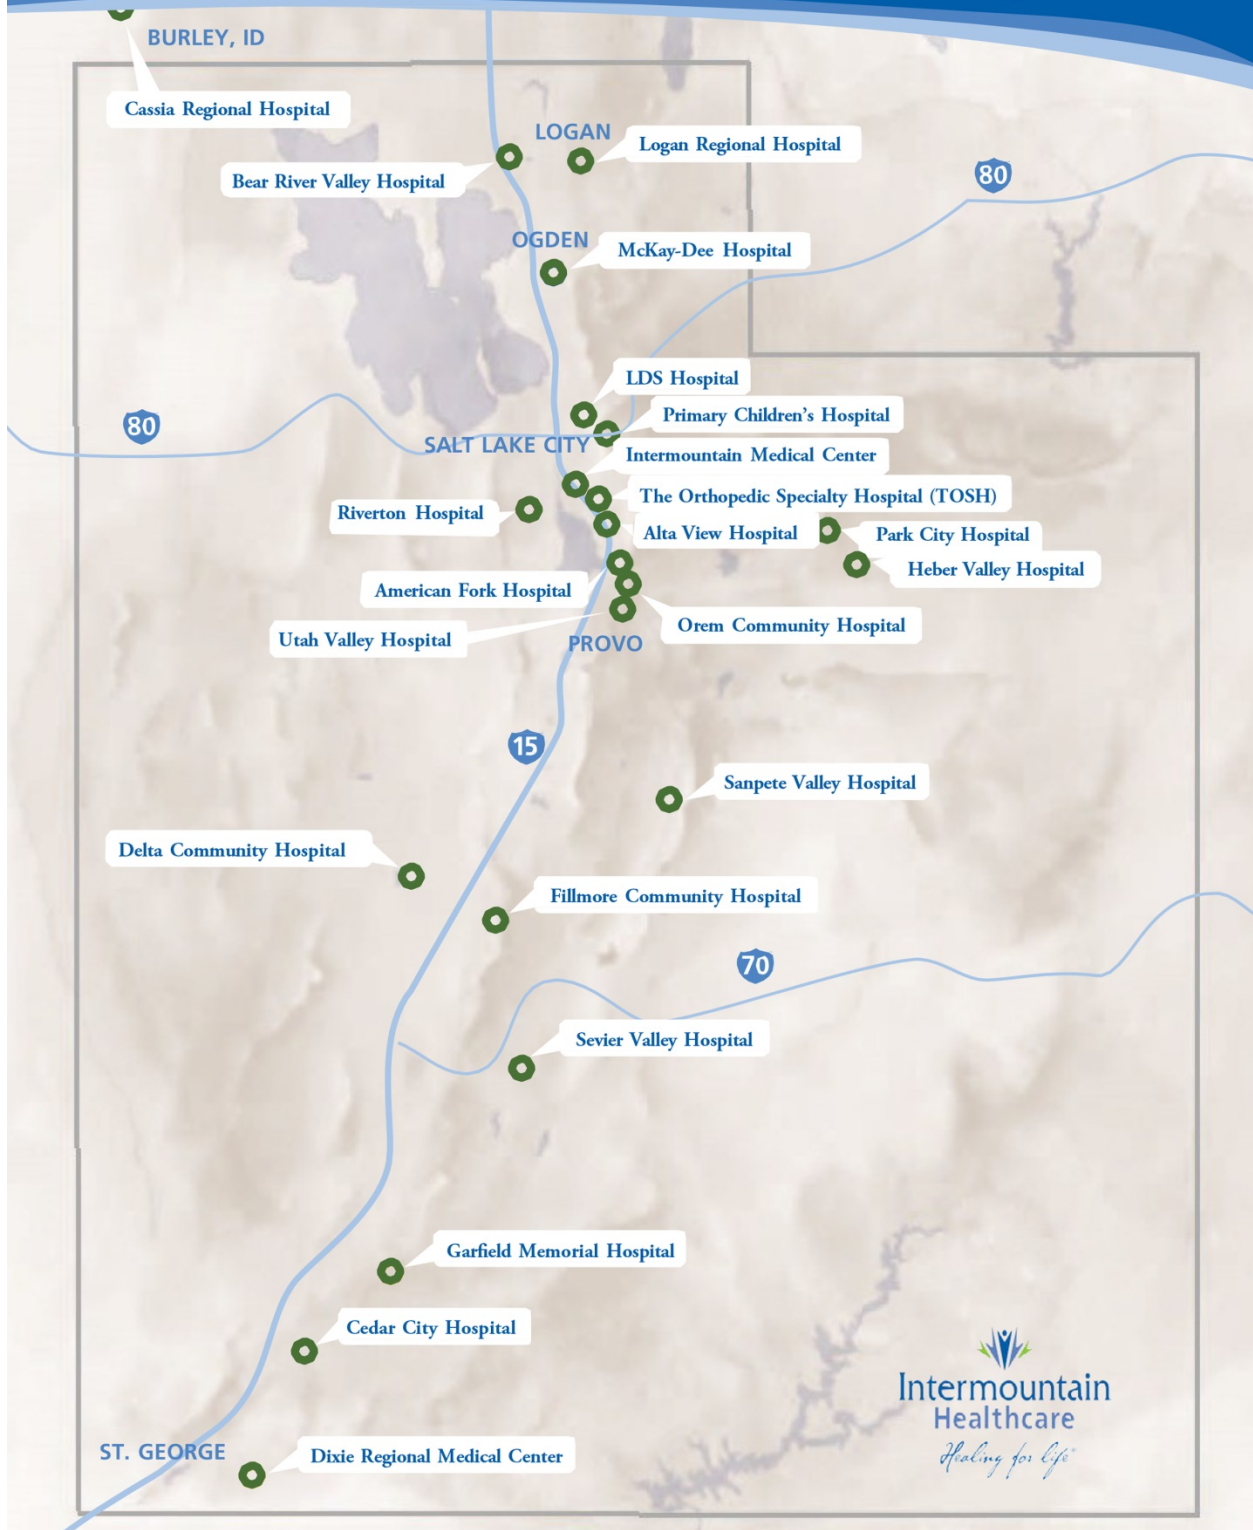 BURLEY, ID
Cassia Regional Hospital
LOGAN
Logan Regional Hospital
Bear River Valley Hospital
80
OGDEN
McKay-Dee Hospital
LDS Hospital
Primary Children's Hospital
80
SALT LAKE CITY
Intermountain Medical Center
The Orthopedic Specialty Hospital (TOSH)
Riverton Hospital
Alta View Hospital
Park City Hospital
Heber Valley Hospital
American Fork Hospital
Orem Community Hospital
Utah Valley Hospital
PROVO
15
Sanpete Valley Hospital
Delta Community Hospital
Fillmore Community Hospital
70
Sevier Valley Hospital
Garfield Memorial Hospital
Cedar City Hospital
Intermountain
Healthcare
Healing for life
ST. GEORGE
Dixie Regional Medical Center